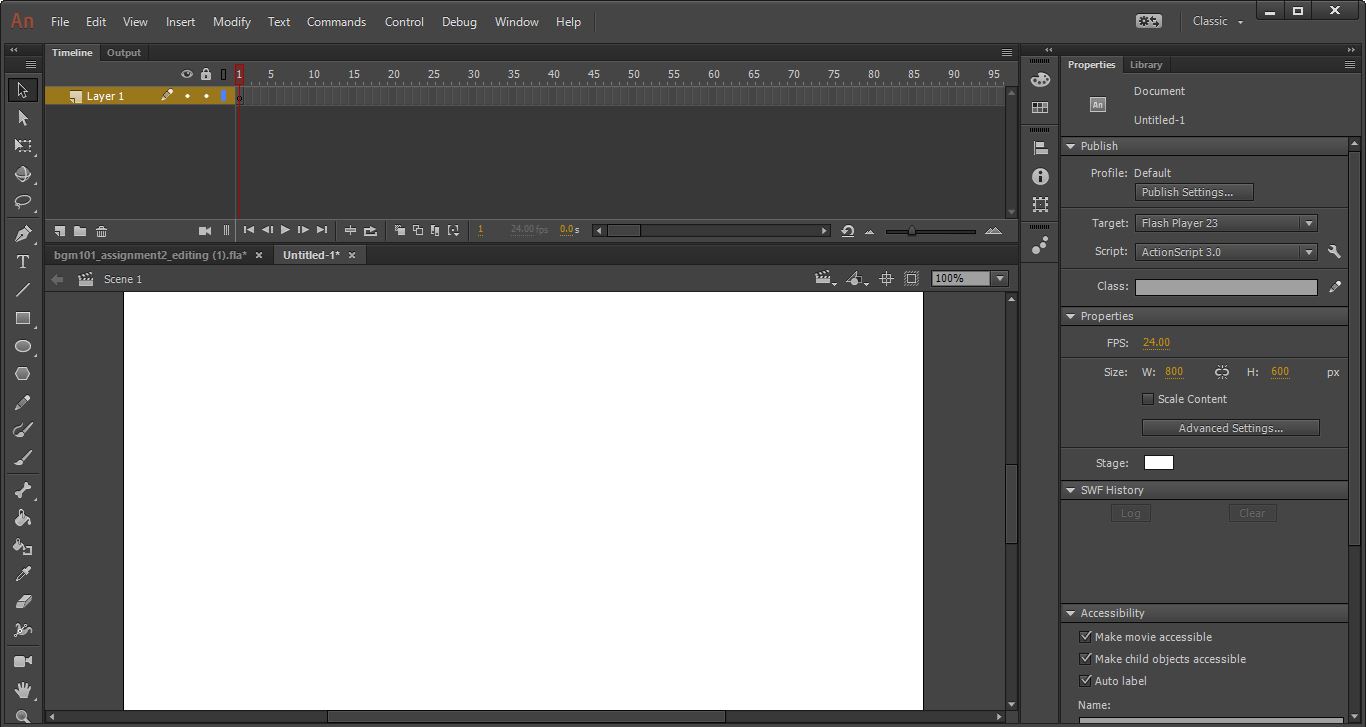 An File Edit View Insert Modify Text Commands Control Debug Window Help Classic
Timeline Output
1 5 10 15 20 25 30 35 40 45 50 55 60 65 70 75 80 85 90 95
Layer 1
1 24.00 fps 0.0 s
bgm101_assignment2_editing (1).fla* × Untitled-1* ×
Scene 1 100%
T
Properties Library
An
Document
Untitled-1
Publish
Profile: Default
Publish Settings...
Target: Flash Player 23
Script: ActionScript 3.0
Class:
Properties
FPS: 24.00
Size: W: 800 H: 600 px
Scale Content
Advanced Settings...
Stage:
SWF History
Log Clear
Accessibility
Make movie accessible
Make child objects accessible
Auto label
Name: